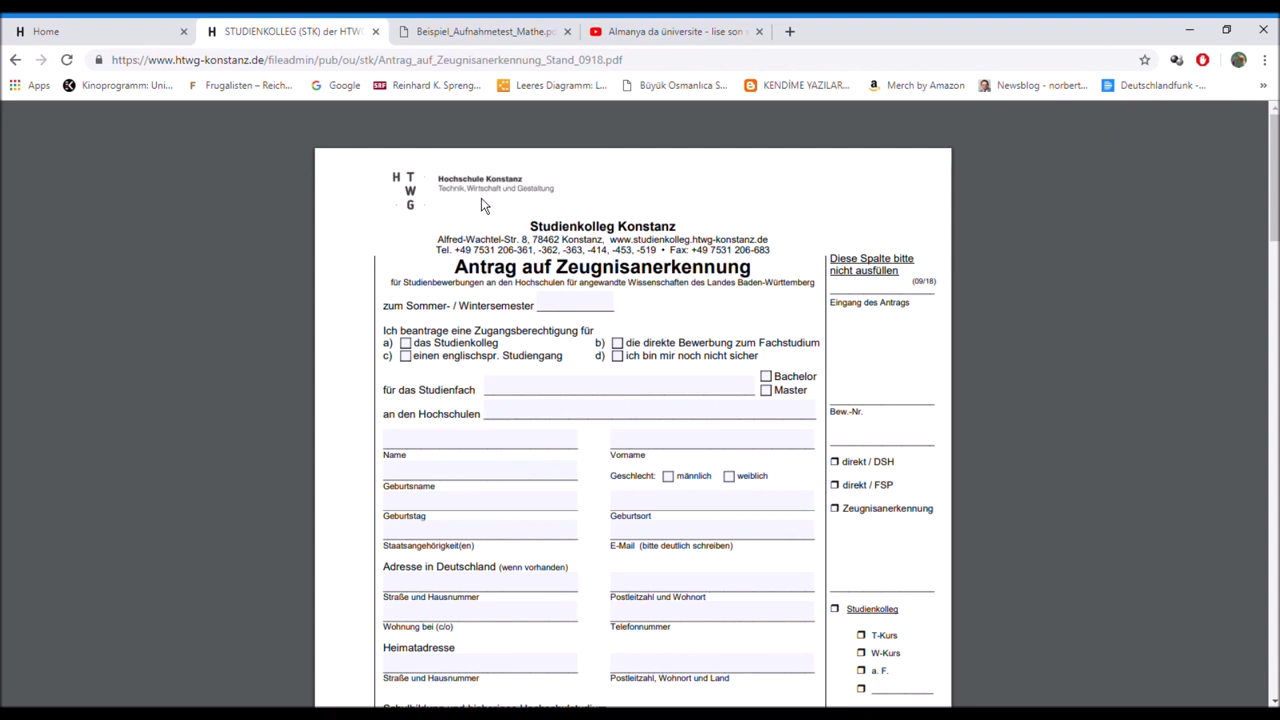 Home
STUDIENKOLLEG (STK) der HTW
Beispiel_Aufnahmetest_Mathe.pd
Almanya da üniversite - lise son s
https://www.htwg-konstanz.de/fileadmin/pub/ou/stk/Antrag_auf_Zeugnisanerkennung_Stand_0918.pdf
Apps
Kinoprogramm: Uni...
Frugalisten – Reich...
Google
SRF
Reinhard K. Spreng...
Leeres Diagramm: L...
Büyük Osmanlıca S...
KENDİME YAZILAR...
Merch by Amazon
Newsblog - norbert...
Deutschlandfunk -...
»
H T
W
G
Hochschule Konstanz
Technik, Wirtschaft und Gestaltung
Studienkolleg Konstanz
Alfred-Wachtel-Str. 8, 78462 Konstanz, www.studienkolleg.htwg-konstanz.de
Tel. +49 7531 206-361, -362, -363, -414, -453, -519 • Fax: +49 7531 206-683
Antrag auf Zeugnisanerkennung
für Studienbewerbungen an den Hochschulen für angewandte Wissenschaften des Landes Baden-Württemberg
zum Sommer- / Wintersemester
Ich beantrage eine Zugangsberechtigung für
a) das Studienkolleg b) die direkte Bewerbung zum Fachstudium
c) einen englischspr. Studiengang d) ich bin mir noch nicht sicher
für das Studienfach
Bachelor
Master
an den Hochschulen
Name Vorname
Geschlecht: männlich weiblich
Geburtsname
Geburtstag Geburtsort
Staatsangehörigkeit(en) E-Mail (bitte deutlich schreiben)
Adresse in Deutschland (wenn vorhanden)
Straße und Hausnummer Postleitzahl und Wohnort
Wohnung bei (c/o) Telefonnummer
Heimatadresse
Straße und Hausnummer Postleitzahl, Wohnort und Land
Schulbildung und bisheriges Hochschulstudium
Diese Spalte bitte
nicht ausfüllen
(09/18)
Eingang des Antrags
Bew.-Nr.
direkt / DSH
direkt / FSP
Zeugnisanerkennung
Studienkolleg
T-Kurs
W-Kurs
a. F.